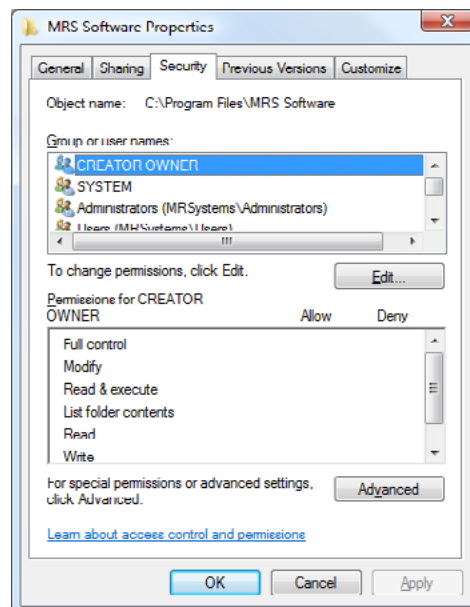 MRS Software Properties
General Sharing Security Previous Versions Customize
Object name: C:\Program Files\MRS Software
Group or user names:
CREATOR OWNER
SYSTEM
Administrators (MRSystems\Administrators)
Users (MRSystems\Users)
To change permissions, click Edit.
Edit...
Permissions for CREATOR
OWNER Allow Deny
Full control
Modify
Read & execute
List folder contents
Read
Write
For special permissions or advanced settings,
click Advanced.
Advanced
Learn about access control and permissions
OK Cancel Apply